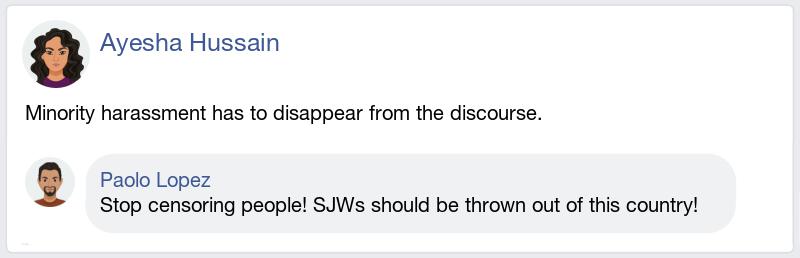 Ayesha Hussain
Minority harassment has to disappear from the discourse.
Paolo Lopez
Stop censoring people! SJWs should be thrown out of this country!